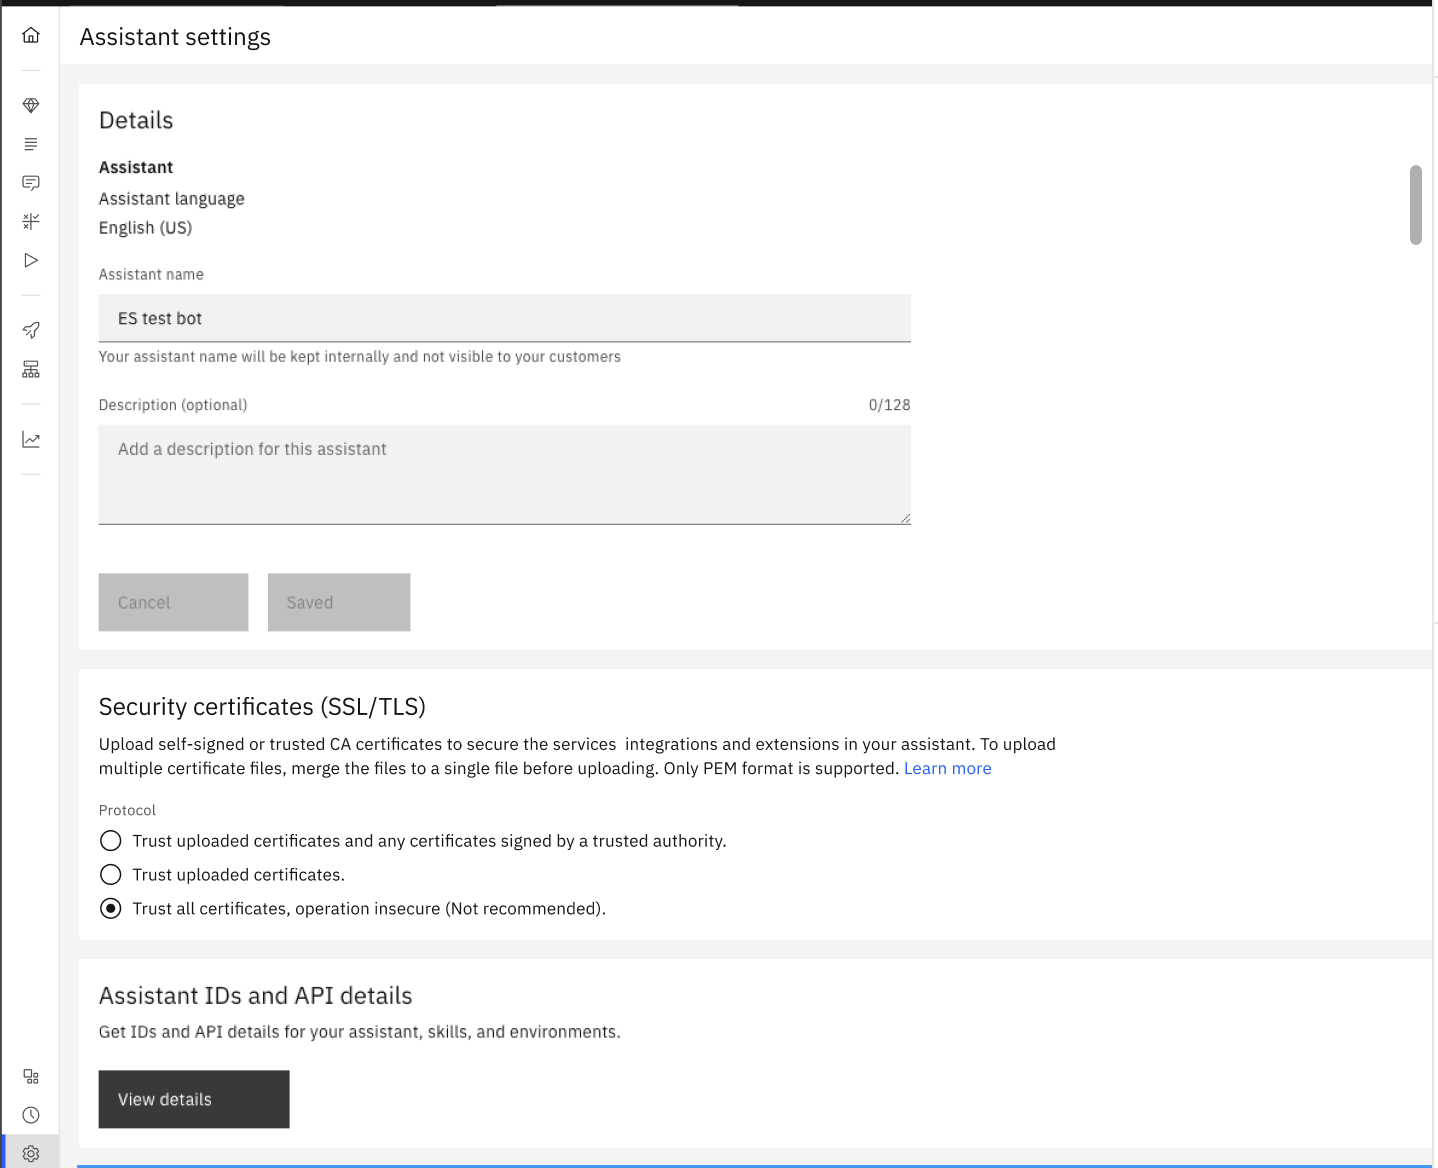 Assistant settings
Details
Assistant
Assistant language
English (US)
Assistant name
ES test bot
Your assistant name will be kept internally and not visible to your customers
Description (optional) 0/128
Add a description for this assistant
Cancel Saved
Security certificates (SSL/TLS)
Upload self-signed or trusted CA certificates to secure the services integrations and extensions in your assistant. To upload
multiple certificate files, merge the files to a single file before uploading. Only PEM format is supported. Learn more
Protocol
Trust uploaded certificates and any certificates signed by a trusted authority.
Trust uploaded certificates.
Trust all certificates, operation insecure (Not recommended).
Assistant IDs and API details
Get IDs and API details for your assistant, skills, and environments.
View details